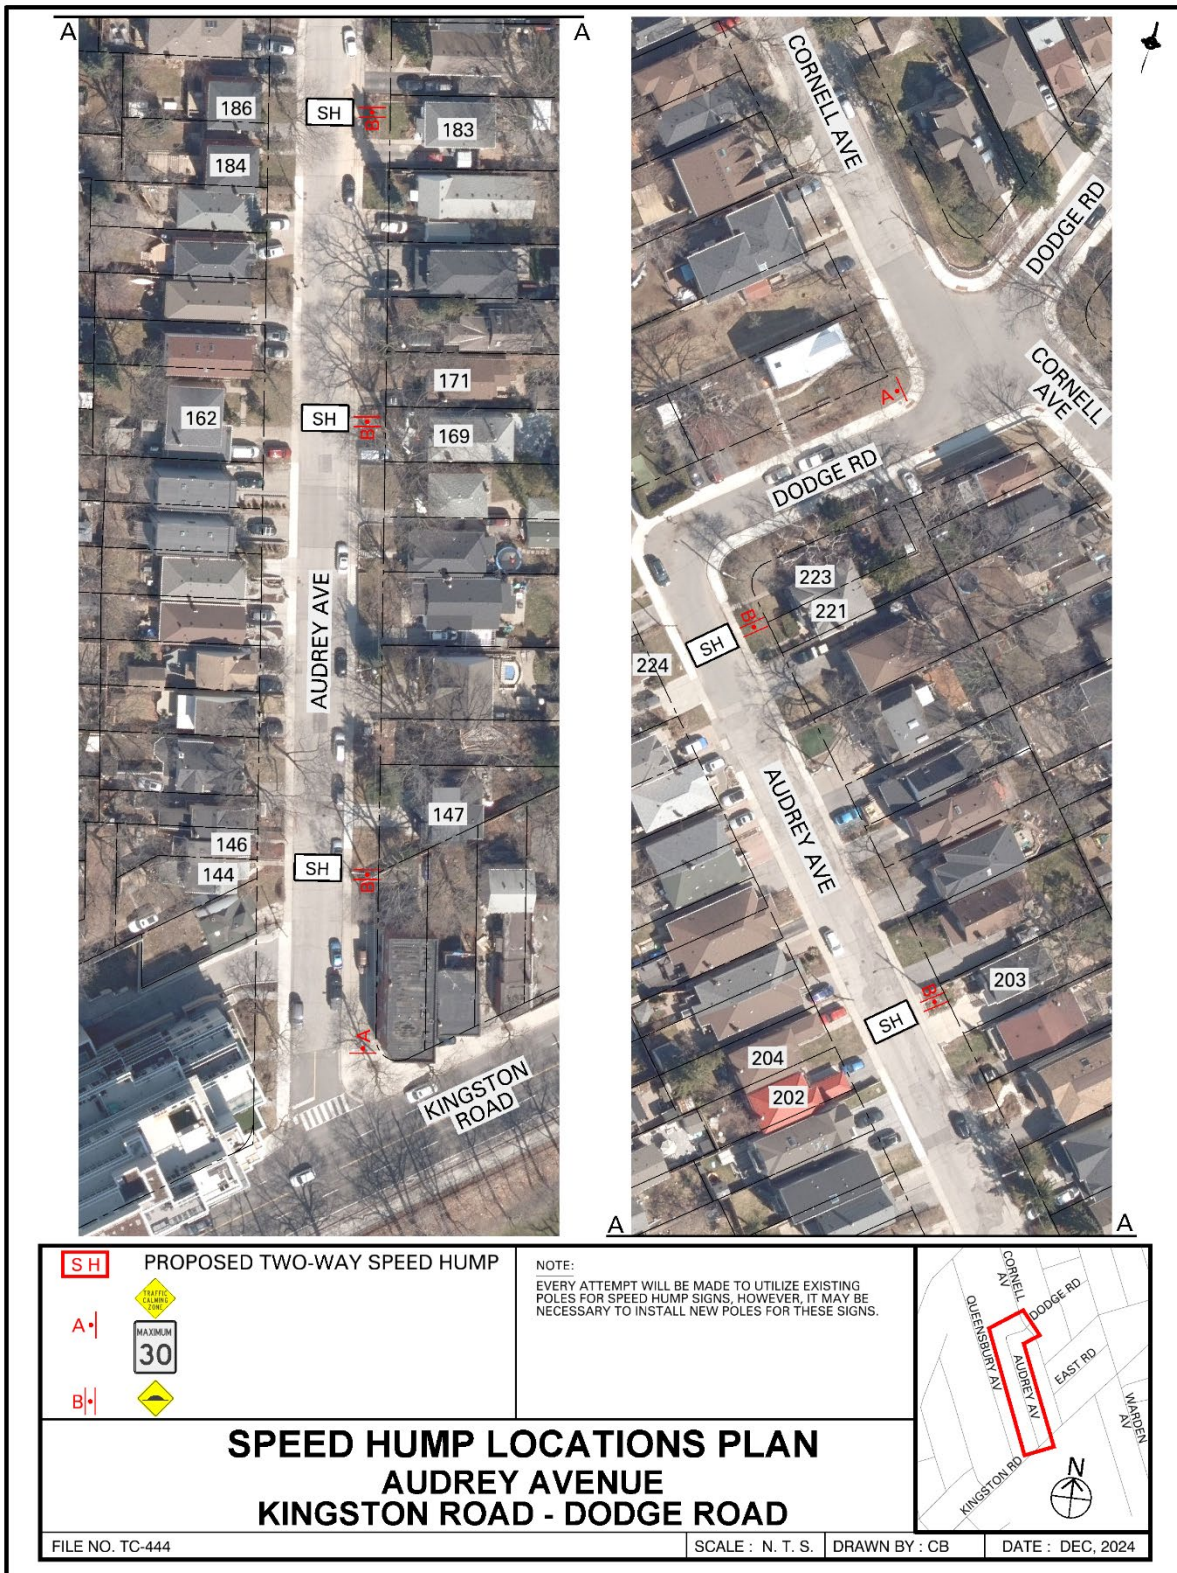 A
A
186
SH
B
183
184
171
162
SH
B
169
AUDREY AVE
147
146
144
SH
B
A
KINGSTON
ROAD
CORNELL AVE
DODGE RD
CORNELL
AVE
A
DODGE RD
223
221
B
SH
224
AUDREY AVE
B
203
SH
204
202
A
A
SH PROPOSED TWO-WAY SPEED HUMP
TRAFFIC
CALMING
ZONE
A
MAXIMUM
30
B
NOTE:
EVERY ATTEMPT WILL BE MADE TO UTILIZE EXISTING
POLES FOR SPEED HUMP SIGNS, HOWEVER, IT MAY BE
NECESSARY TO INSTALL NEW POLES FOR THESE SIGNS.
CORNELL
AV
DODGE RD
QUEENSBURY AV
AUDREY AV
EAST RD
WARDEN
AV
KINGSTON RD
N
SPEED HUMP LOCATIONS PLAN
AUDREY AVENUE
KINGSTON ROAD - DODGE ROAD
FILE NO. TC-444
SCALE : N. T. S.
DRAWN BY : CB
DATE : DEC, 2024